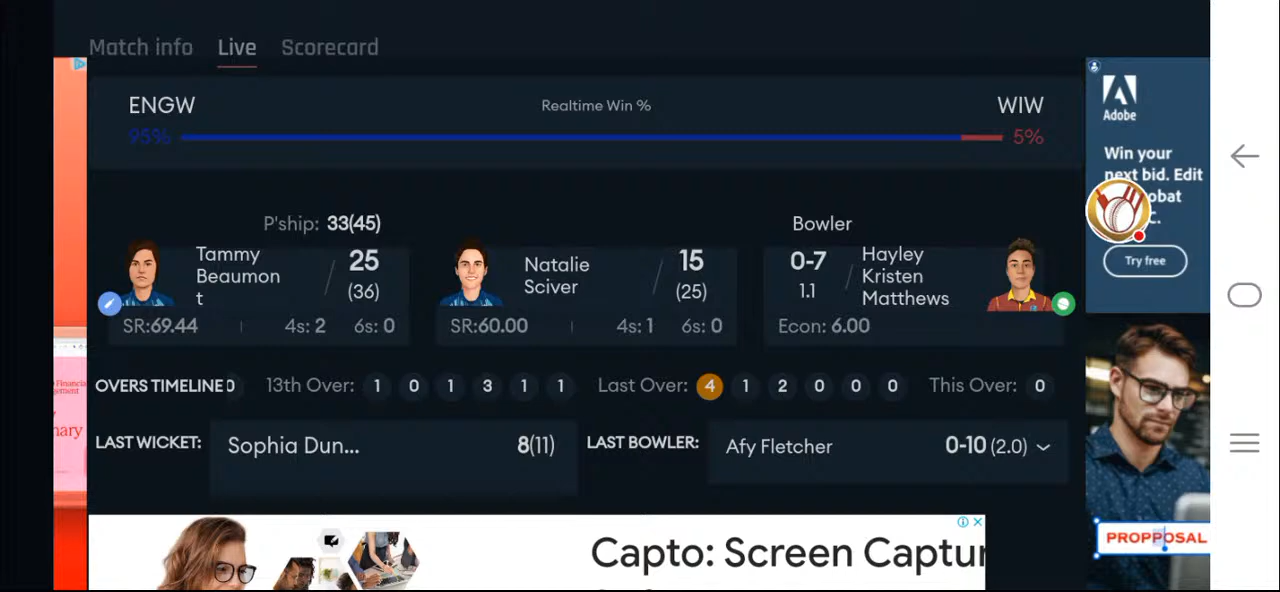 Match info Live Scorecard
ENGW Realtime Win % WIW
95% 5%
P'ship: 33(45) Bowler
Tammy Beaumon t / 25 (36)
SR:69.44 4s: 2 6s: 0
Natalie Sciver / 15 (25)
SR:60.00 4s: 1 6s: 0
0-7 1.1 / Hayley Kristen Matthews
Econ: 6.00
OVERS TIMELINE 0 13th Over: 1 0 1 3 1 1 Last Over: 4 1 2 0 0 0 This Over: 0
LAST WICKET: Sophia Dun... 8(11) LAST BOWLER: Afy Fletcher 0-10 (2.0)
Capto: Screen Captur
Adobe
Win your
next bid. Edit
obat
C.
Try free
PROPPOSAL
Financial
nary